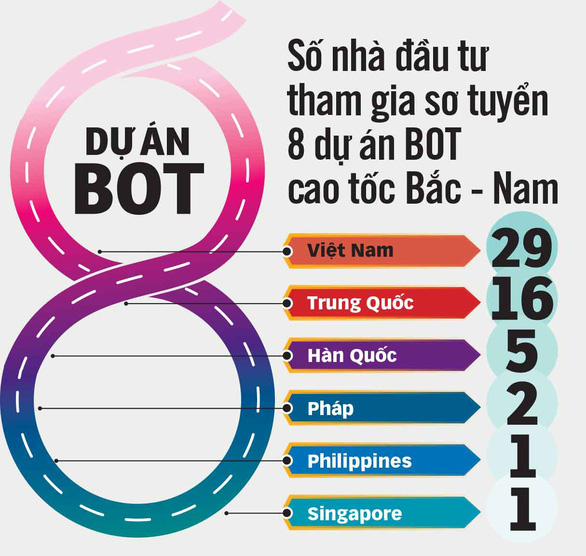 DỰ ÁN
BOT
Số nhà đầu tư
tham gia sơ tuyển
8 dự án BOT
cao tốc Bắc - Nam
Việt Nam 29
Trung Quốc 16
Hàn Quốc 5
Pháp 2
Philippines 1
Singapore 1